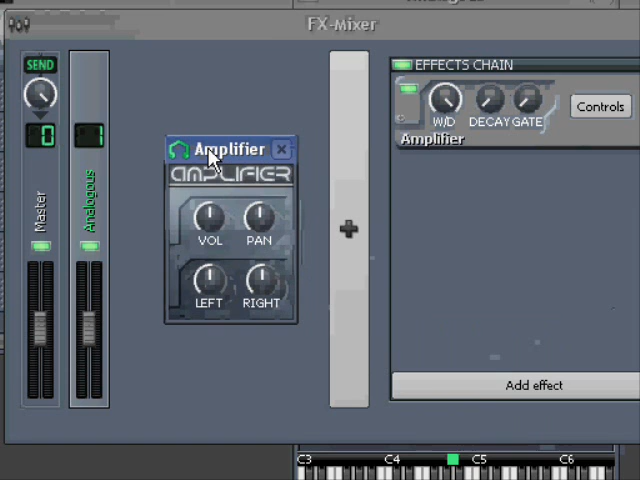 FX-Mixer
SEND
0
1
Master
Analogous
Amplifier
AMPLIFIER
VOL
PAN
LEFT
RIGHT
EFFECTS CHAIN
W/D
DECAY
GATE
Controls
Amplifier
Add effect
C3
C4
C5
C6